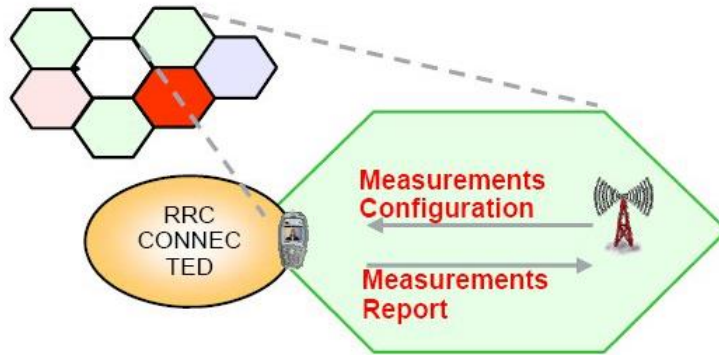 Measurements
Configuration
RRC
CONNEC
TED
Measurements
Report